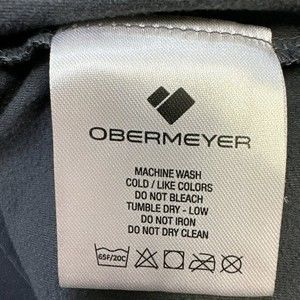 OBERMEYER
MACHINE WASH
COLD / LIKE COLORS
DO NOT BLEACH
TUMBLE DRY - LOW
DO NOT IRON
DO NOT DRY CLEAN
65F/20C